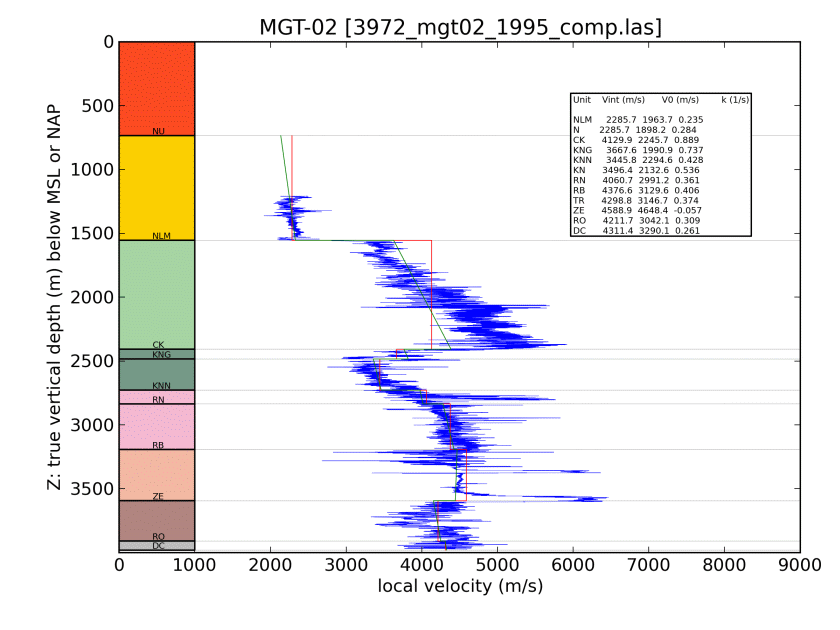 MGT-02 [3972_mgt02_1995_comp.las]
Z: true vertical depth (m) below MSL or NAP
0
500
1000
1500
2000
2500
3000
3500
NU
NLM
CK
KNG
KNN
RN
RB
ZE
RO
DC
Unit Vint (m/s) V0 (m/s) k (1/s)
NLM 2285.7 1963.7 0.235
N 2285.7 1898.2 0.284
CK 4129.9 2245.7 0.889
KNG 3667.6 1990.9 0.737
KNN 3445.8 2294.6 0.428
KN 3496.4 2132.6 0.536
RN 4060.7 2991.2 0.361
RB 4376.6 3129.6 0.406
TR 4298.8 3146.7 0.374
ZE 4588.9 4648.4 -0.057
RO 4211.7 3042.1 0.309
DC 4311.4 3290.1 0.261
0 1000 2000 3000 4000 5000 6000 7000 8000 9000
local velocity (m/s)